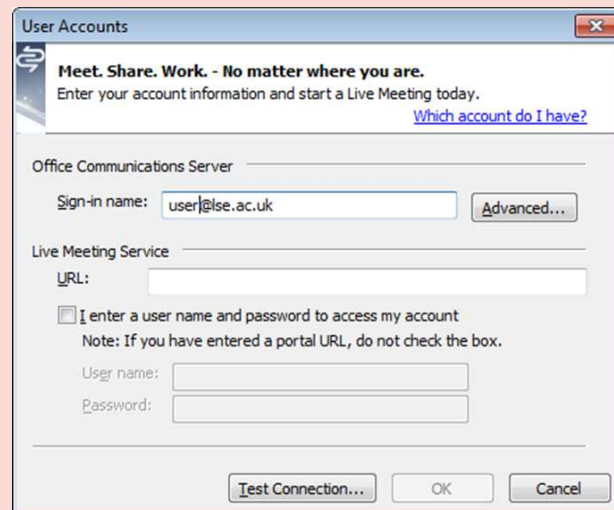 User Accounts
Meet. Share. Work. - No matter where you are.
Enter your account information and start a Live Meeting today.
Which account do I have?
Office Communications Server
Sign-in name: user@lse.ac.uk Advanced...
Live Meeting Service
URL:
I enter a user name and password to access my account
Note: If you have entered a portal URL, do not check the box.
User name:
Password:
Test Connection... OK Cancel